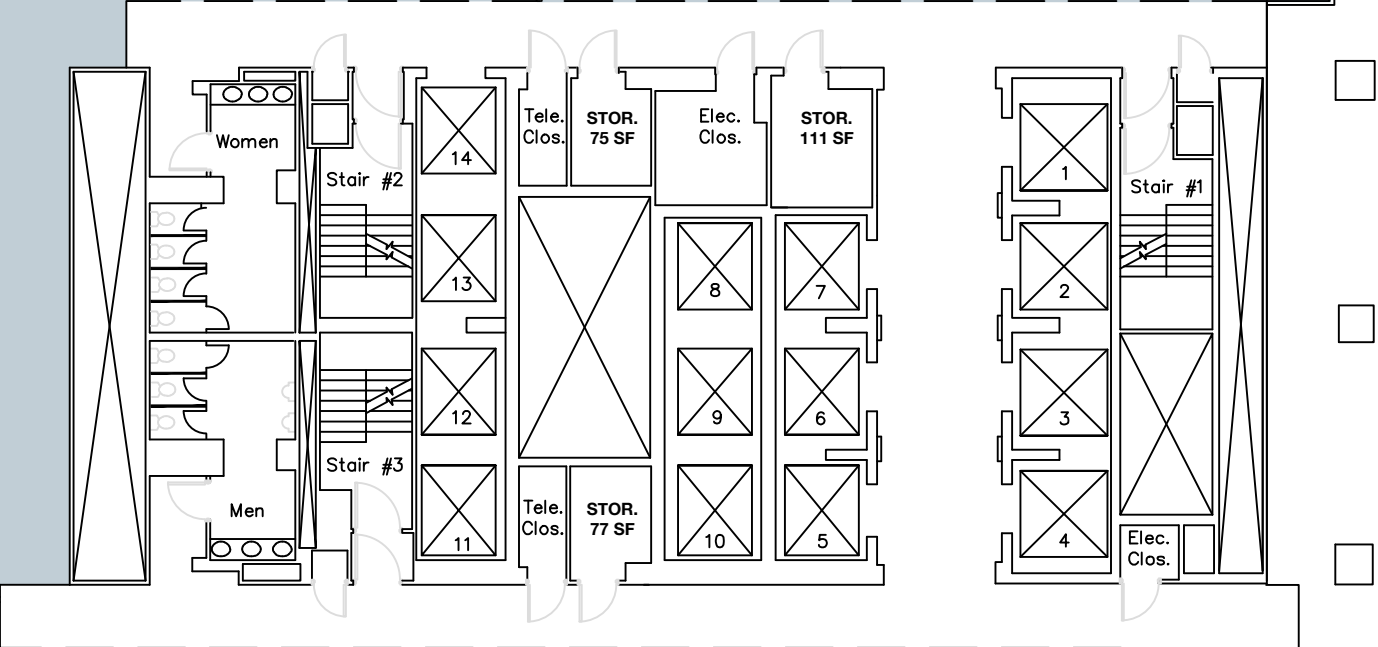 Women
Stair #2
14
Tele.
Clos.
STOR.
75 SF
Elec.
Clos.
STOR.
111 SF
1
Stair #1
13
8
7
2
12
9
6
3
Stair #3
Men
11
Tele.
Clos.
STOR.
77 SF
10
5
4
Elec.
Clos.